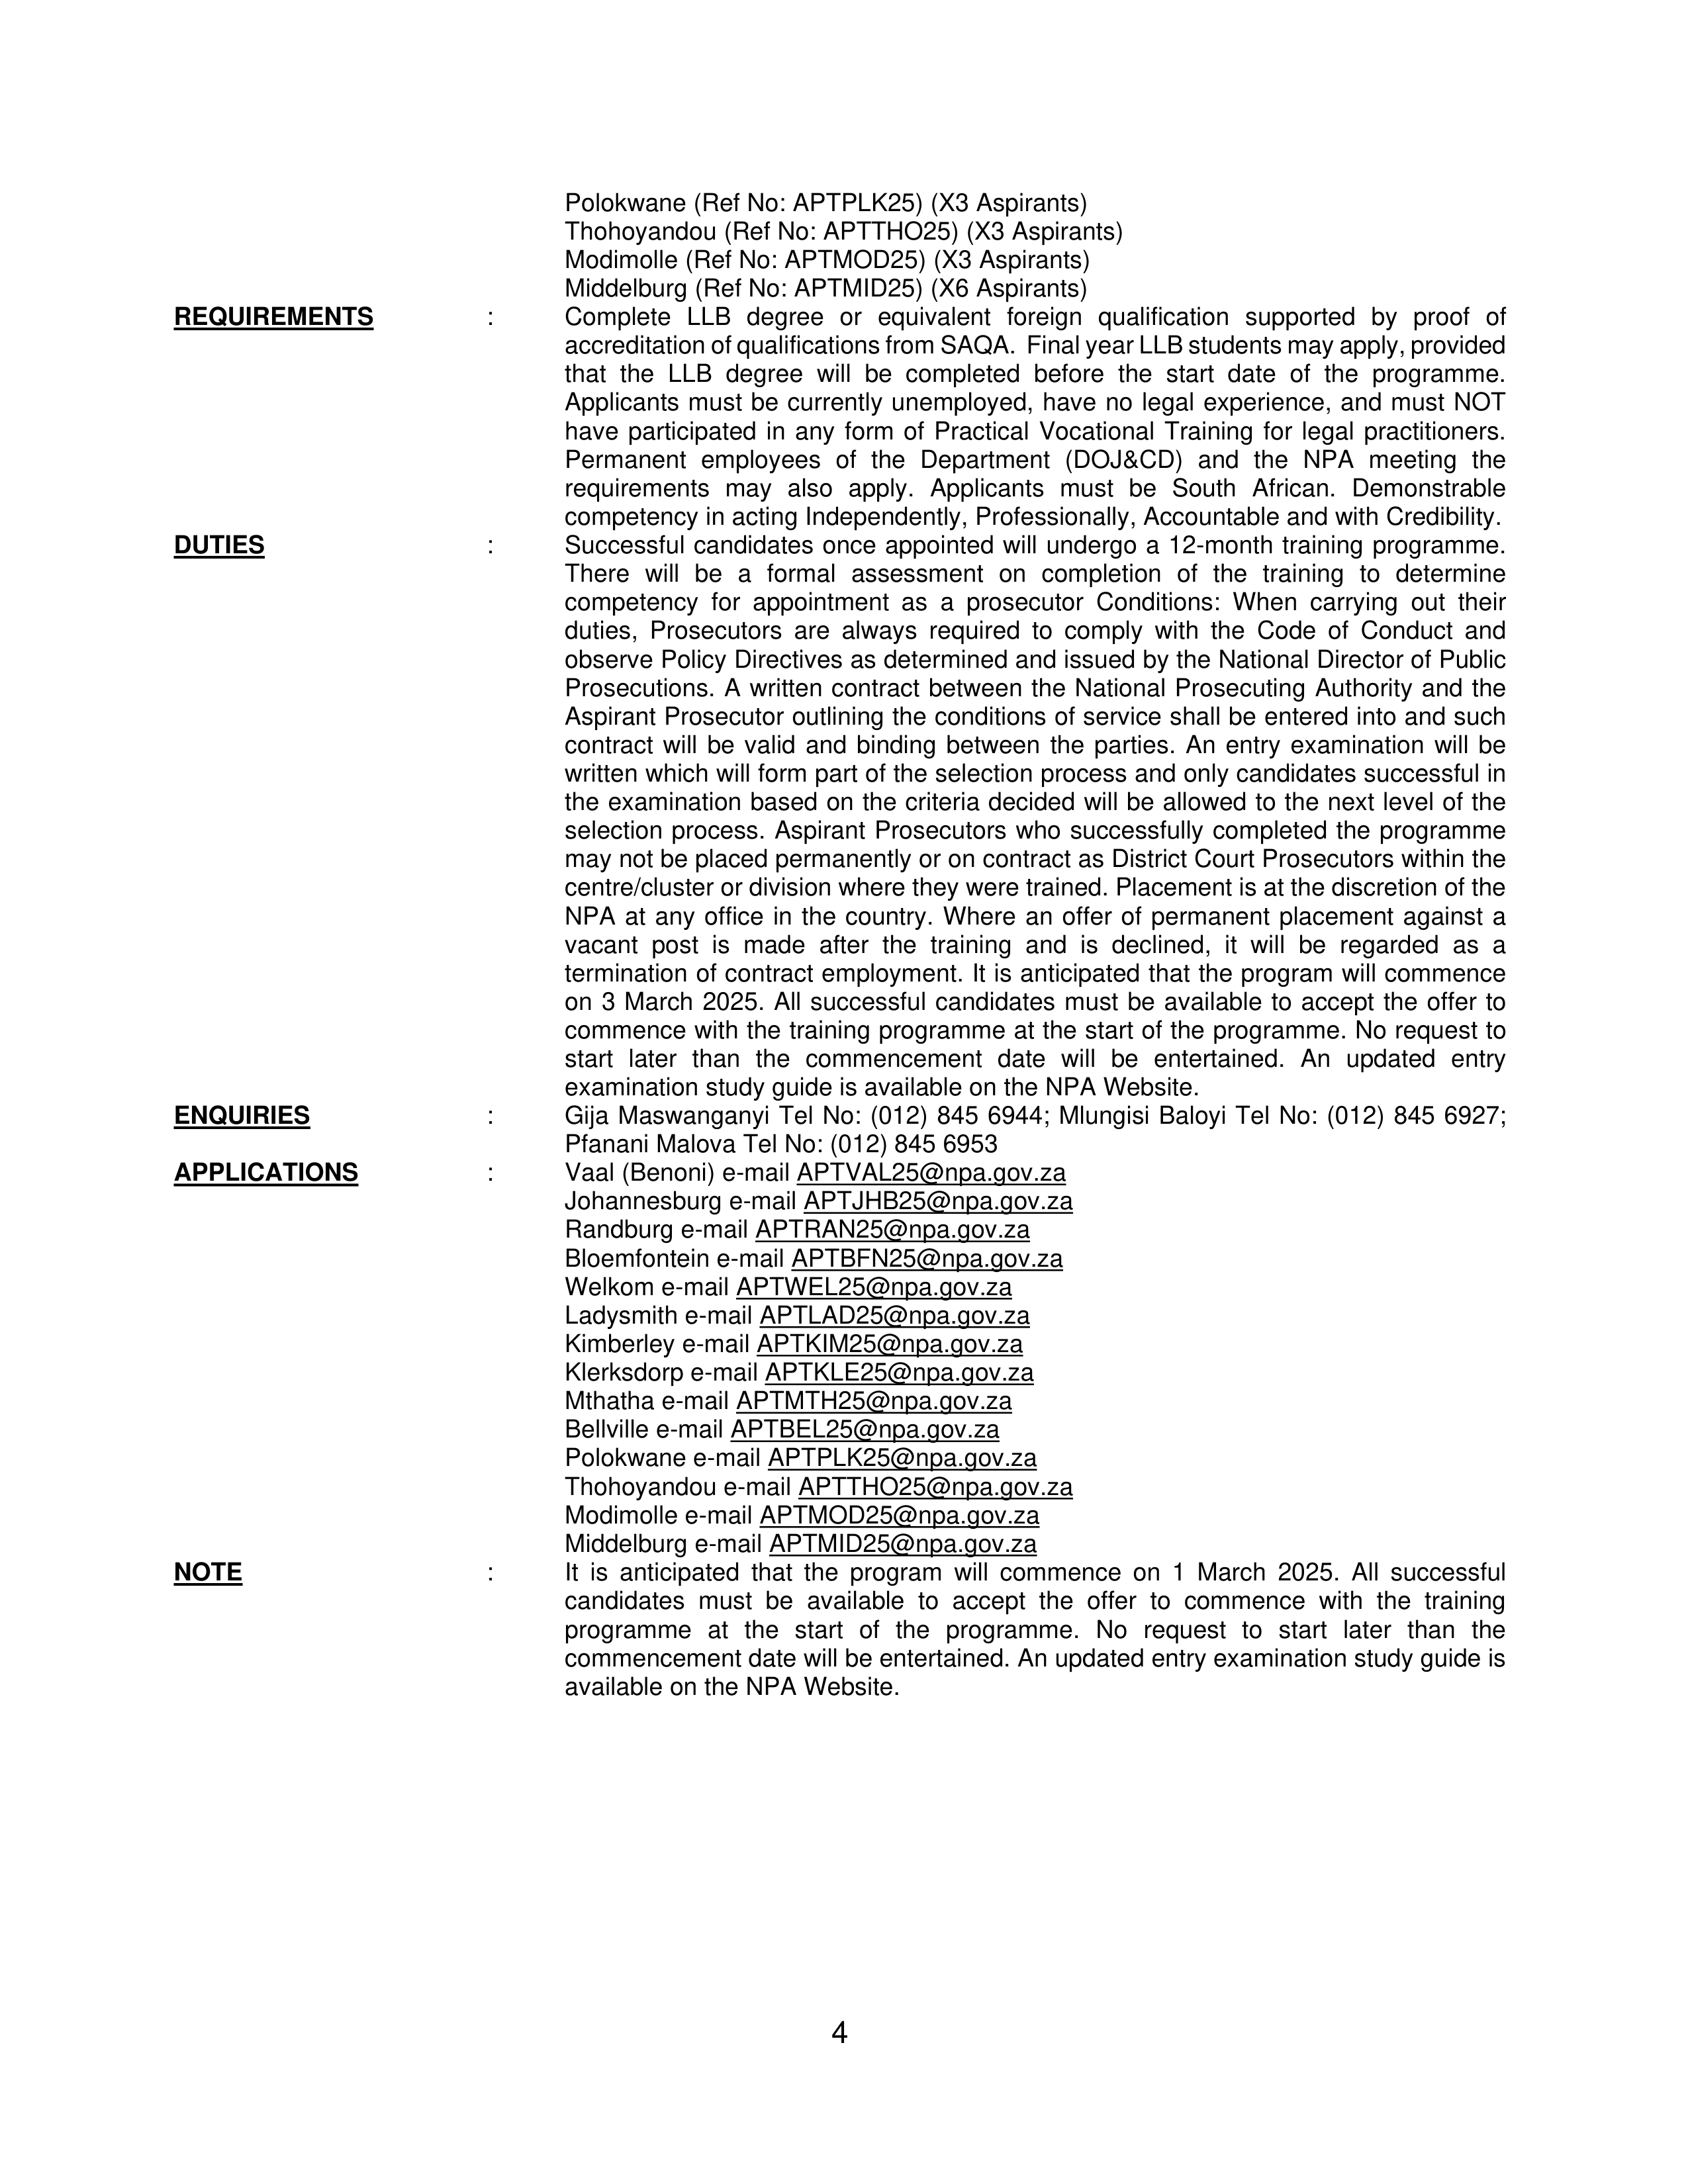 Polokwane (Ref No: APTPLK25) (X3 Aspirants)
Thohoyandou (Ref No: APTTHO25) (X3 Aspirants)
Modimolle (Ref No: APTMOD25) (X3 Aspirants)
Middelburg (Ref No: APTMID25) (X6 Aspirants)
REQUIREMENTS : Complete LLB degree or equivalent foreign qualification supported by proof of
accreditation of qualifications from SAQA. Final year LLB students may apply, provided
that the LLB degree will be completed before the start date of the programme.
Applicants must be currently unemployed, have no legal experience, and must NOT
have participated in any form of Practical Vocational Training for legal practitioners.
Permanent employees of the Department (DOJ&CD) and the NPA meeting the
requirements may also apply. Applicants must be South African. Demonstrable
competency in acting Independently, Professionally, Accountable and with Credibility.
DUTIES : Successful candidates once appointed will undergo a 12-month training programme.
There will be a formal assessment on completion of the training to determine
competency for appointment as a prosecutor Conditions: When carrying out their
duties, Prosecutors are always required to comply with the Code of Conduct and
observe Policy Directives as determined and issued by the National Director of Public
Prosecutions. A written contract between the National Prosecuting Authority and the
Aspirant Prosecutor outlining the conditions of service shall be entered into and such
contract will be valid and binding between the parties. An entry examination will be
written which will form part of the selection process and only candidates successful in
the examination based on the criteria decided will be allowed to the next level of the
selection process. Aspirant Prosecutors who successfully completed the programme
may not be placed permanently or on contract as District Court Prosecutors within the
centre/cluster or division where they were trained. Placement is at the discretion of the
NPA at any office in the country. Where an offer of permanent placement against a
vacant post is made after the training and is declined, it will be regarded as a
termination of contract employment. It is anticipated that the program will commence
on 3 March 2025. All successful candidates must be available to accept the offer to
commence with the training programme at the start of the programme. No request to
start later than the commencement date will be entertained. An updated entry
examination study guide is available on the NPA Website.
ENQUIRIES : Gija Maswanganyi Tel No: (012) 845 6944; Mlungisi Baloyi Tel No: (012) 845 6927;
Pfanani Malova Tel No: (012) 845 6953
APPLICATIONS : Vaal (Benoni) e-mail APTVAL25@npa.gov.za
Johannesburg e-mail APTJHB25@npa.gov.za
Randburg e-mail APTRAN25@npa.gov.za
Bloemfontein e-mail APTBFN25@npa.gov.za
Welkom e-mail APTWEL25@npa.gov.za
Ladysmith e-mail APTLAD25@npa.gov.za
Kimberley e-mail APTKIM25@npa.gov.za
Klerksdorp e-mail APTKLE25@npa.gov.za
Mthatha e-mail APTMTH25@npa.gov.za
Bellville e-mail APTBEL25@npa.gov.za
Polokwane e-mail APTPLK25@npa.gov.za
Thohoyandou e-mail APTTHO25@npa.gov.za
Modimolle e-mail APTMOD25@npa.gov.za
Middelburg e-mail APTMID25@npa.gov.za
NOTE : It is anticipated that the program will commence on 1 March 2025. All successful
candidates must be available to accept the offer to commence with the training
programme at the start of the programme. No request to start later than the
commencement date will be entertained. An updated entry examination study guide is
available on the NPA Website.
4